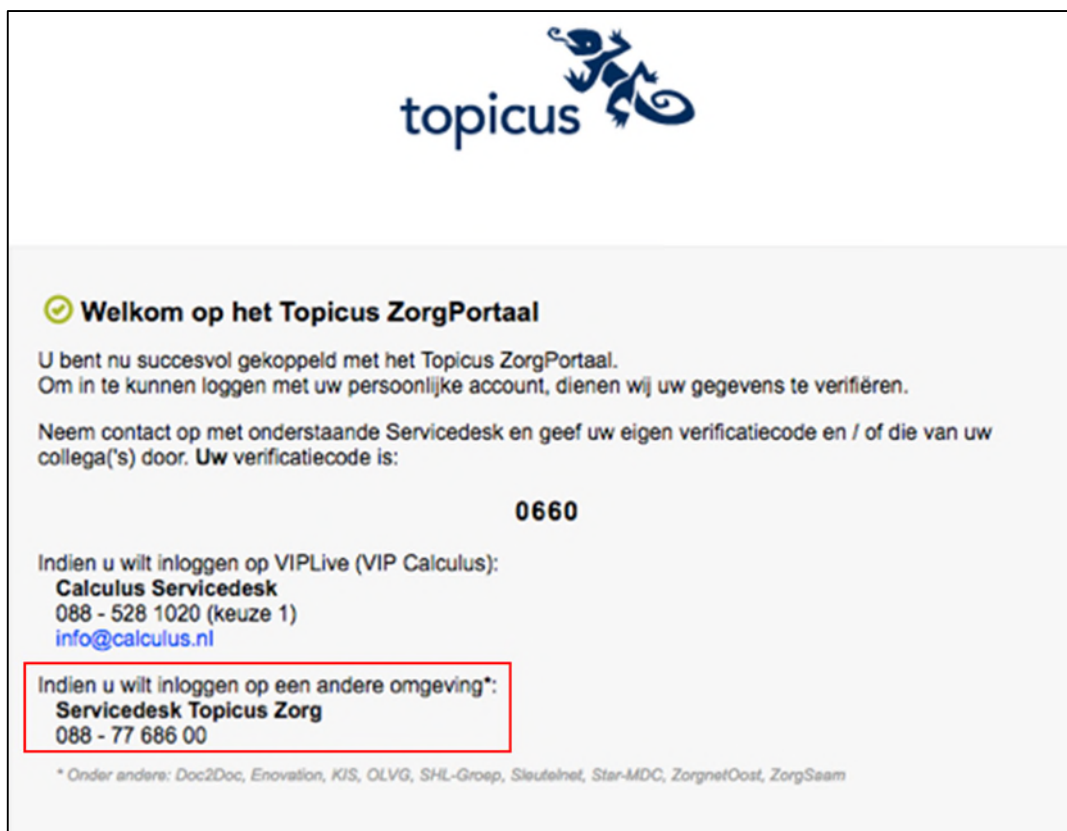 topicus
Welkom op het Topicus ZorgPortaal
U bent nu succesvol gekoppeld met het Topicus ZorgPortaal.
Om in te kunnen loggen met uw persoonlijke account, dienen wij uw gegevens te verifiëren.
Neem contact op met onderstaande Servicedesk en geef uw eigen verificatiecode en / of die van uw
collega('s) door. Uw verificatiecode is:
0660
Indien u wilt inloggen op VIPLive (VIP Calculus):
Calculus Servicedesk
088 - 528 1020 (keuze 1)
info@calculus.nl
Indien u wilt inloggen op een andere omgeving*:
Servicedesk Topicus Zorg
088 - 77 686 00
* Onder andere: Doc2Doc, Enovation, KIS, OLVG, SHL-Groep, Sleutelnet, Star-MDC, ZorgnetOost, ZorgSaam